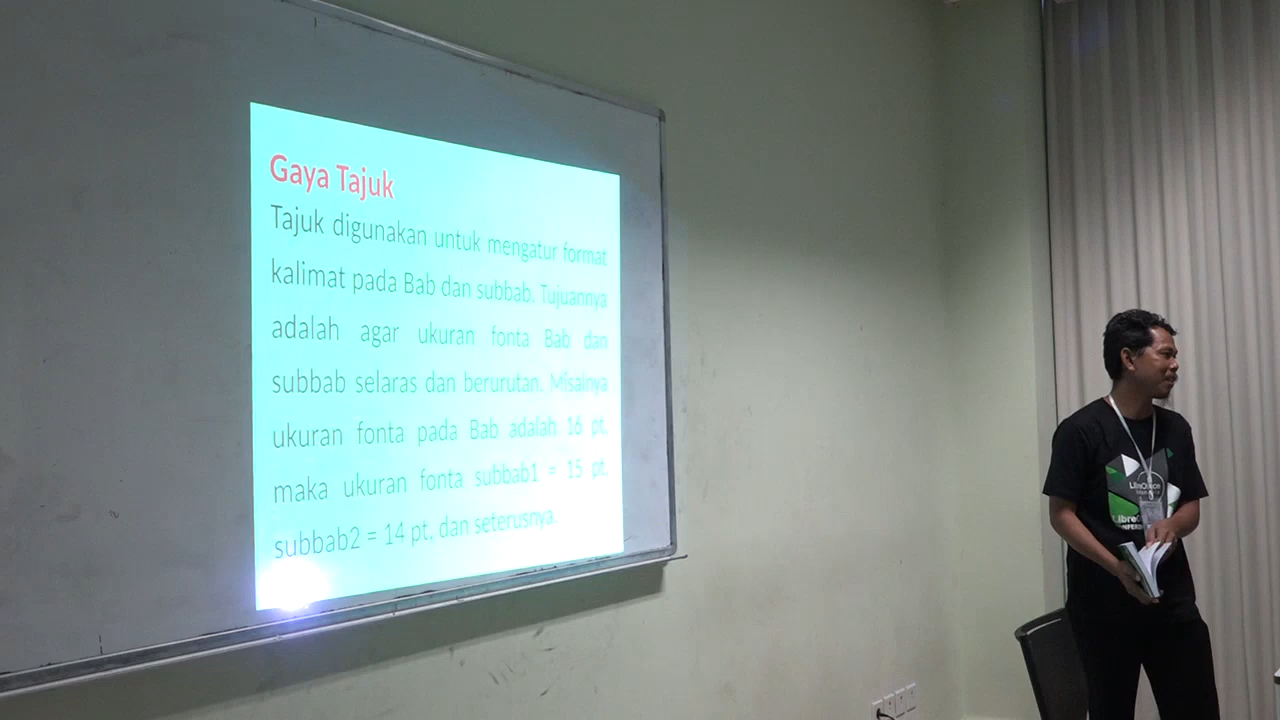 Gaya Tajuk
Tajuk digunakan untuk mengatur format
kalimat pada Bab dan subbab. Tujuannya
adalah agar ukuran fonta Bab dan
subbab selaras dan berurutan. Misalnya
ukuran fonta pada Bab adalah 16 pt,
maka ukuran fonta subbab1 = 15 pt,
subbab2 = 14 pt, dan seterusnya.